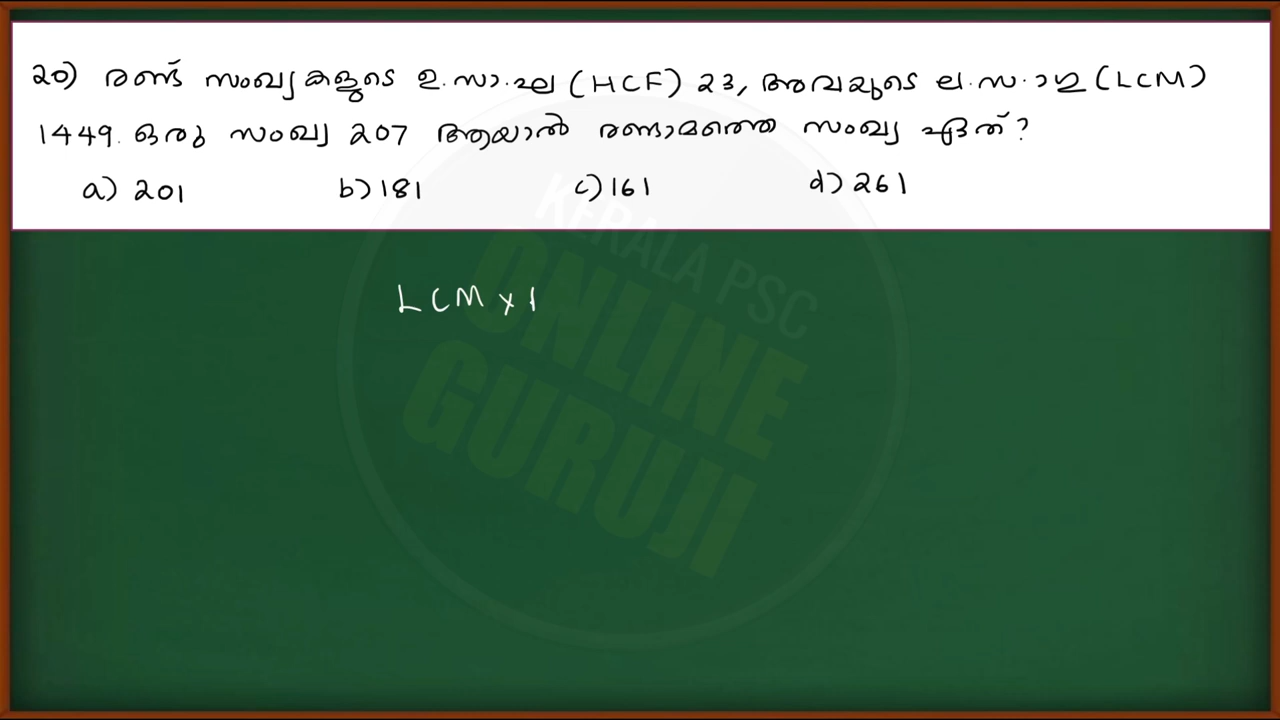 20) രണ്ട് സംഖ്യകളുടെ ഉ.സാ.ഘ (HCF) 23, അവയുടെ ല.സ.ാഗു (LCM)
1449. ഒരു സംഖ്യ 207 ആയാൽ രണ്ടാമത്തെ സംഖ്യ ഏത്?
a) 201 b) 181 c) 161 d) 261
KERALA PSC
LCM x
ONLINE
GURUJI